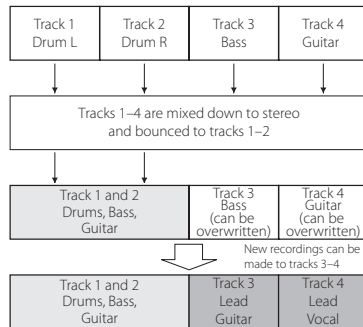 Track 1
Drum L
Track 2
Drum R
Track 3
Bass
Track 4
Guitar
Tracks 1–4 are mixed down to stereo
and bounced to tracks 1–2
Track 1 and 2
Drums, Bass,
Guitar
Track 3
Bass
(can be
overwritten)
Track 4
Guitar
(can be
overwritten)
New recordings can be
made to tracks 3–4
Track 1 and 2
Drums, Bass,
Guitar
Track 3
Lead
Guitar
Track 4
Lead
Vocal